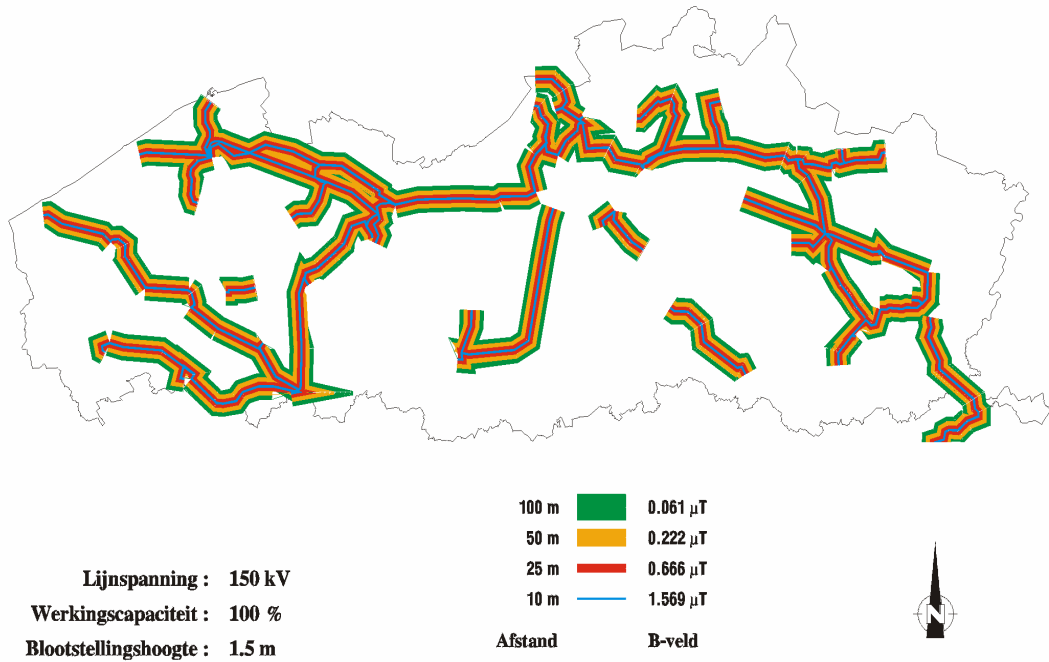 100 m 0.061 µT
50 m 0.222 µT
25 m 0.666 µT
10 m 1.569 µT
Afstand B-veld
Lijnspanning : 150 kV
Werkingscapaciteit : 100 %
Blootstellingshoogte : 1.5 m
N